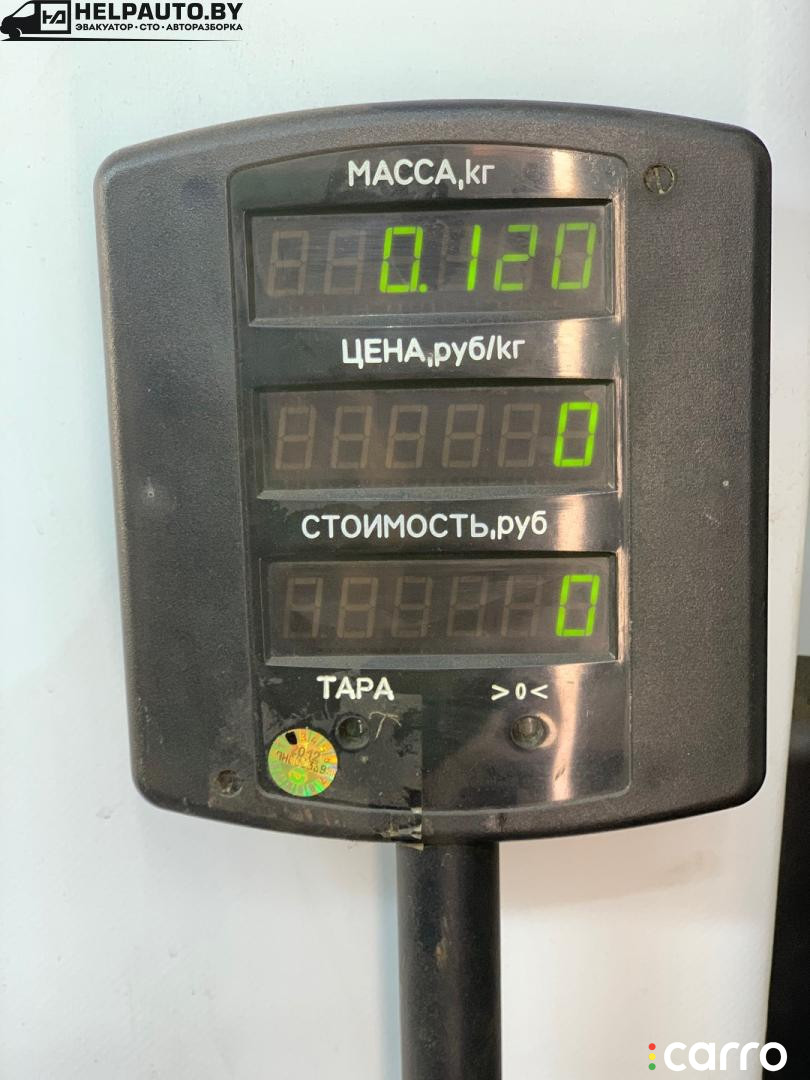 HELPAUTO.BY
ЭВАКУАТОР • СТО • АВТОРАЗБОРКА
МАССА,кг
0.120
ЦЕНА,руб/кг
0
СТОИМОСТЬ,руб
0
ТАРА >0<
carro